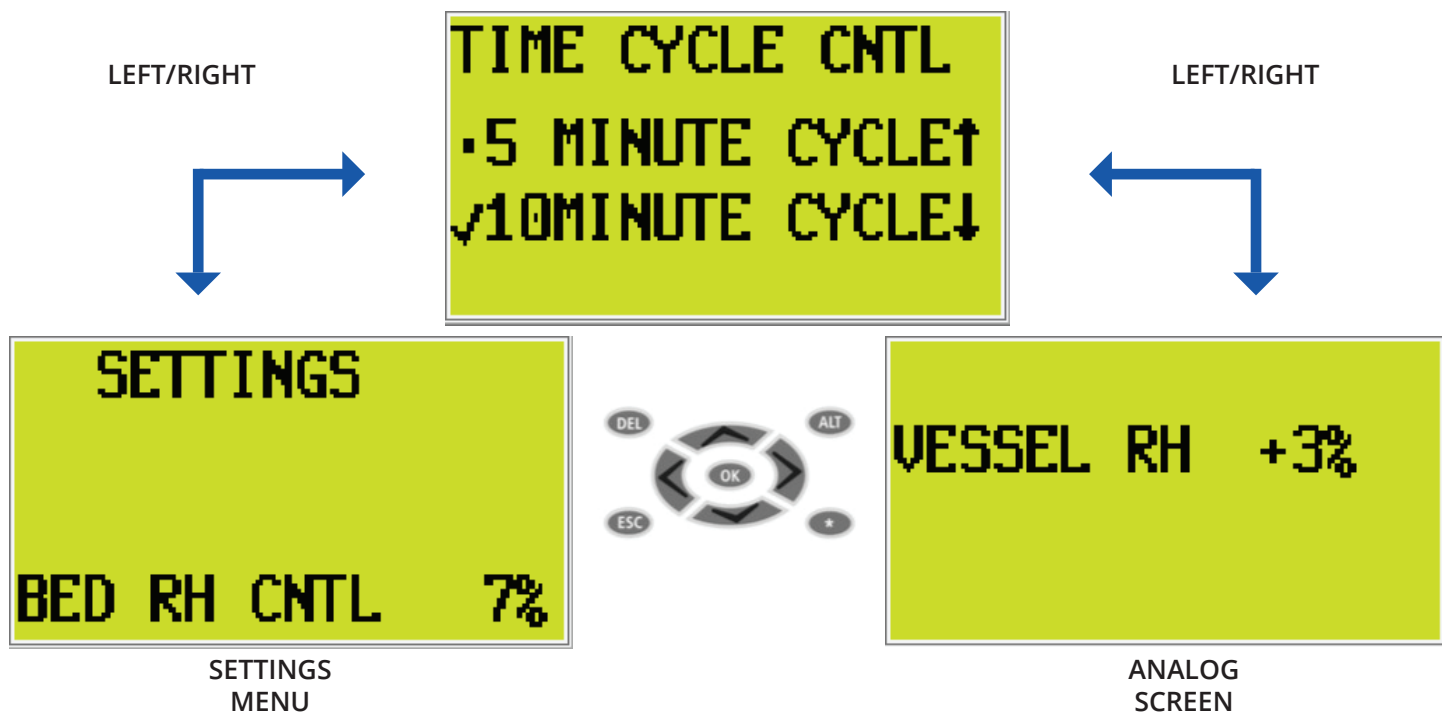 TIME CYCLE CNTL
LEFT/RIGHT
LEFT/RIGHT
▪5 MINUTE CYCLE↑
✓10MINUTE CYCLE↓
SETTINGS
BED RH CNTL 7%
DEL
ALT
OK
ESC
*
VESSEL RH +3%
SETTINGS
MENU
ANALOG
SCREEN